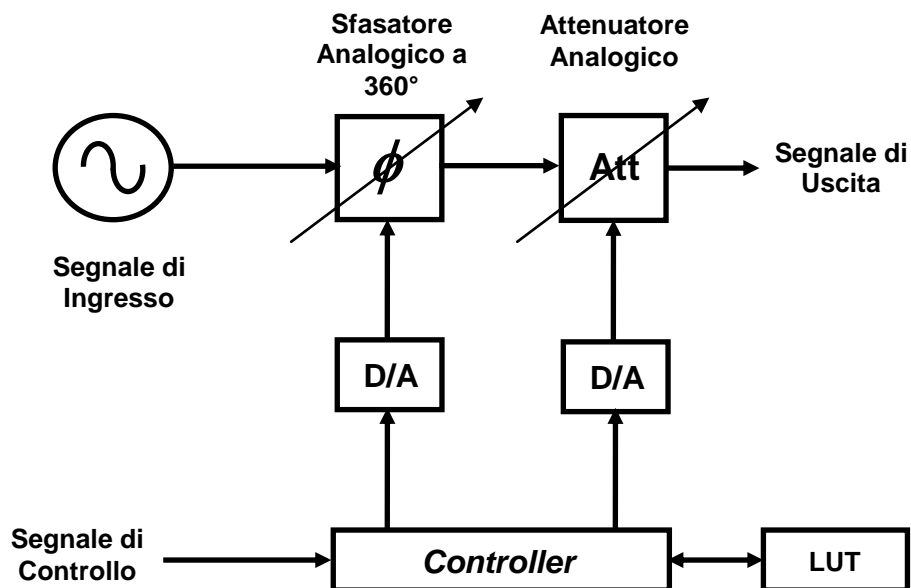 Sfasatore
Analogico a
360°
Attenuatore
Analogico
ϕ
Att
Segnale di
Uscita
Segnale di
Ingresso
D/A
D/A
Segnale di
Controllo
Controller
LUT